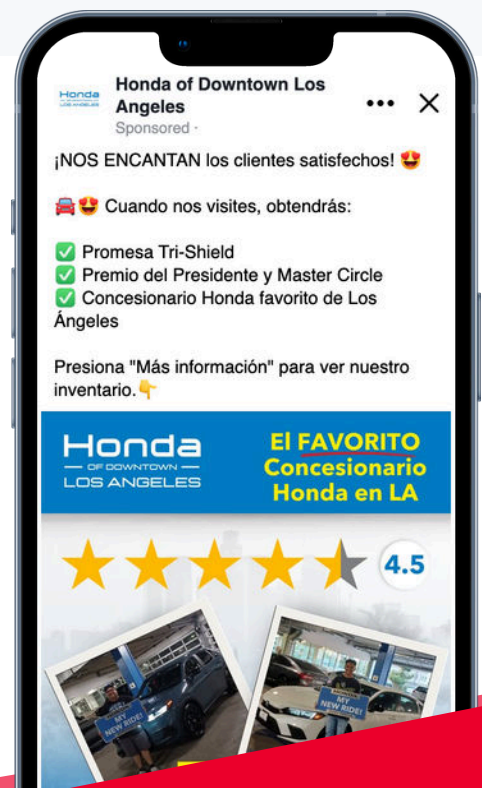 Honda
LOS ANGELES
Honda of Downtown Los
Angeles
Sponsored ·
¡NOS ENCANTAN los clientes satisfechos! 😍
🚘😍 Cuando nos visites, obtendrás:
✅ Promesa Tri-Shield
✅ Premio del Presidente y Master Circle
✅ Concesionario Honda favorito de Los
Ángeles
Presiona "Más información" para ver nuestro
inventario.👇
Honda
OF DOWNTOWN
LOS ANGELES
El FAVORITO
Concesionario
Honda en LA
4.5
MY
NEW RIDE!
MY
NEW RIDE!